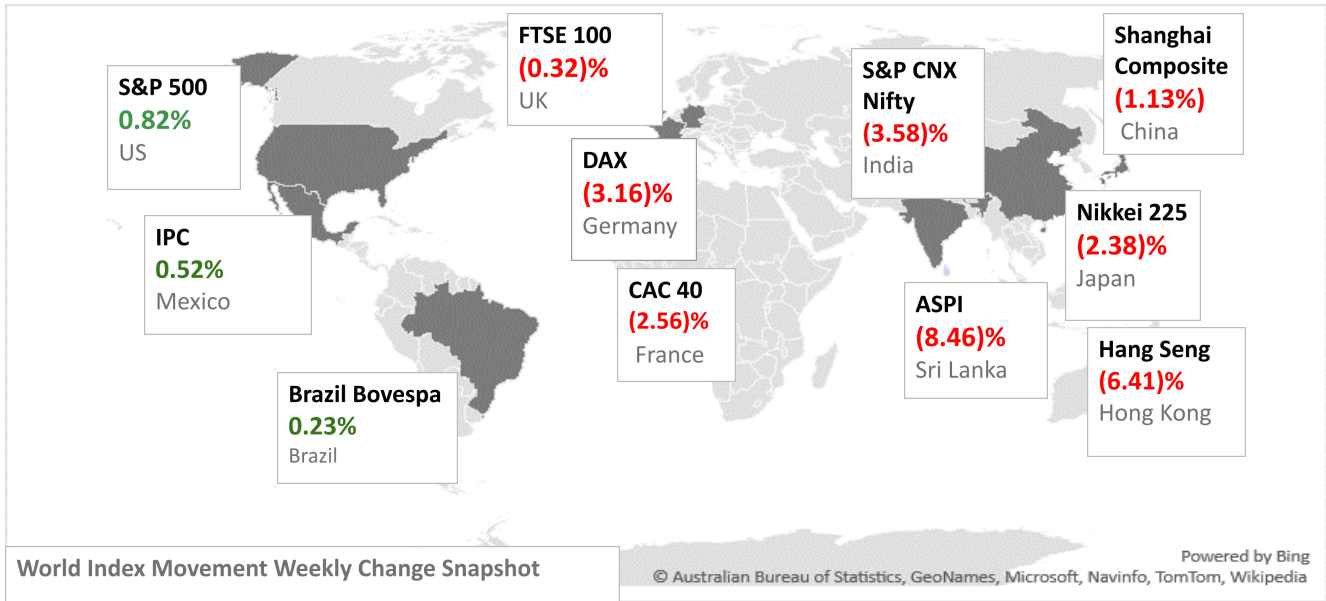 S&P 500
0.82%
US
IPC
0.52%
Mexico
Brazil Bovespa
0.23%
Brazil
FTSE 100
(0.32)%
UK
DAX
(3.16)%
Germany
CAC 40
(2.56)%
France
S&P CNX
Nifty
(3.58)%
India
ASPI
(8.46)%
Sri Lanka
Shanghai
Composite
(1.13%)
China
Nikkei 225
(2.38)%
Japan
Hang Seng
(6.41)%
Hong Kong
World Index Movement Weekly Change Snapshot
Powered by Bing
© Australian Bureau of Statistics, GeoNames, Microsoft, Navinfo, TomTom, Wikipedia